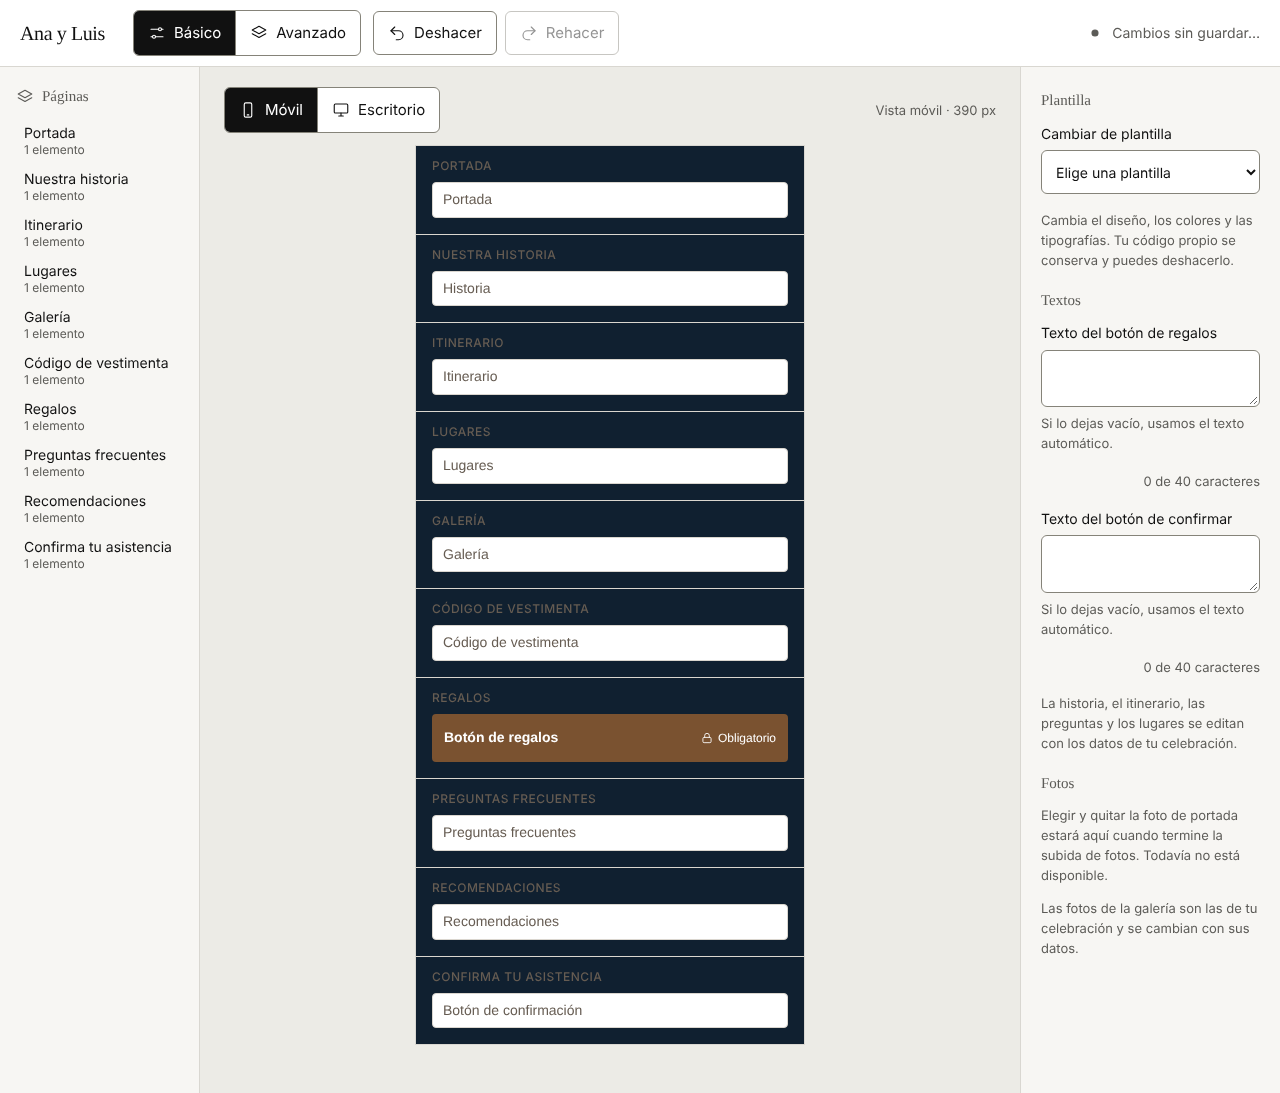 Ana y Luis
Básico
Avanzado
Deshacer
Rehacer
Cambios sin guardar...
Páginas
Portada
1 elemento
Nuestra historia
1 elemento
Itinerario
1 elemento
Lugares
1 elemento
Galería
1 elemento
Código de vestimenta
1 elemento
Regalos
1 elemento
Preguntas frecuentes
1 elemento
Recomendaciones
1 elemento
Confirma tu asistencia
1 elemento
Móvil
Escritorio
Vista móvil · 390 px
PORTADA
Portada
NUESTRA HISTORIA
Historia
ITINERARIO
Itinerario
LUGARES
Lugares
GALERÍA
Galería
CÓDIGO DE VESTIMENTA
Código de vestimenta
REGALOS
Botón de regalos
Obligatorio
PREGUNTAS FRECUENTES
Preguntas frecuentes
RECOMENDACIONES
Recomendaciones
CONFIRMA TU ASISTENCIA
Botón de confirmación
Plantilla
Cambiar de plantilla
Elige una plantilla
Cambia el diseño, los colores y las
tipografías. Tu código propio se
conserva y puedes deshacerlo.
Textos
Texto del botón de regalos
Si lo dejas vacío, usamos el texto
automático.
0 de 40 caracteres
Texto del botón de confirmar
Si lo dejas vacío, usamos el texto
automático.
0 de 40 caracteres
La historia, el itinerario, las
preguntas y los lugares se editan
con los datos de tu celebración.
Fotos
Elegir y quitar la foto de portada
estará aquí cuando termine la
subida de fotos. Todavía no está
disponible.
Las fotos de la galería son las de tu
celebración y se cambian con sus
datos.